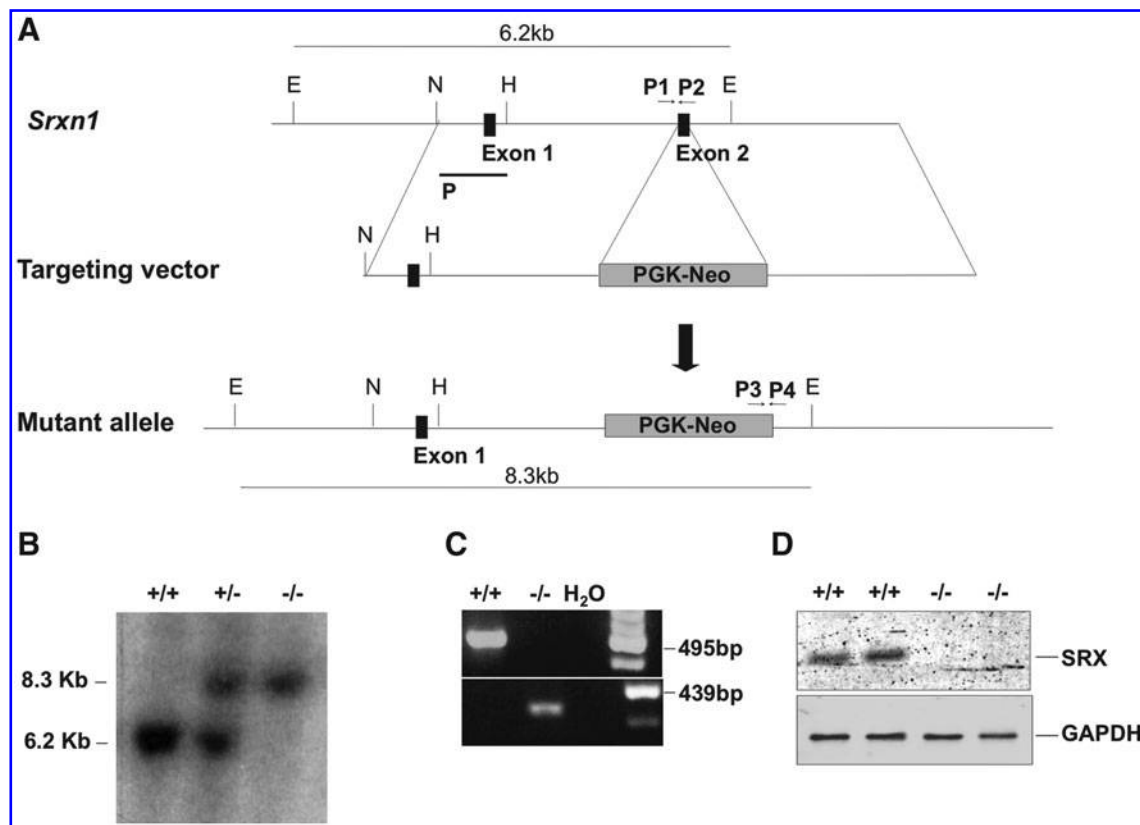 A
6.2kb
E N H P1 P2 E
Srxn1
Exon 1 Exon 2
P
N H
Targeting vector PGK-Neo
P3 P4
E N H E
Mutant allele PGK-Neo
Exon 1
8.3kb
B
+/+ +/- -/-
8.3 Kb
6.2 Kb
C
+/+ -/- H₂O
495bp
439bp
D
+/+ +/+ -/- -/-
SRX
GAPDH